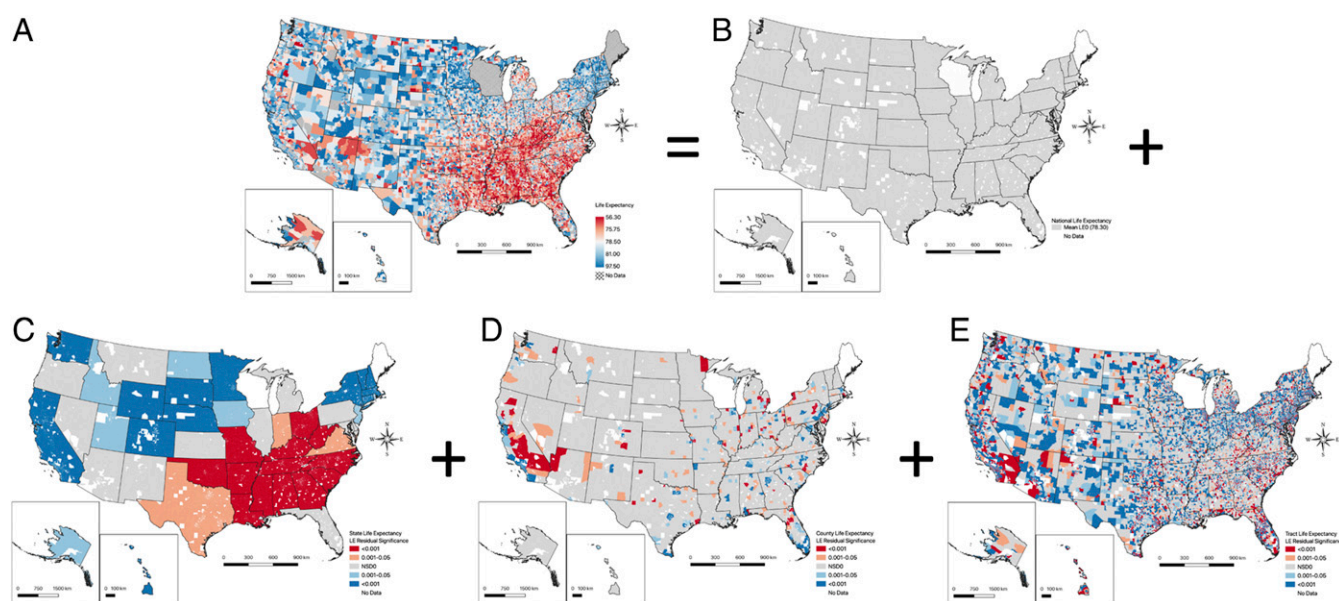 A
B
N
W E
S
N
W E
S
=
+
Life Expectancy
56.30
75.75
78.50
81.00
97.50
No Data
National Life Expectancy
Mean LE0 (78.30)
No Data
0 300 600 900 km
0 300 600 900 km
0 750 1500 km
0 100 km
0 750 1500 km
0 100 km
C
D
E
N
W E
S
N
W E
S
N
W E
S
+
+
State Life Expectancy
LE Residual Significance
<0.001
0.001-0.05
NSD0
0.001-0.05
<0.001
No Data
County Life Expectancy
LE Residual Significance
<0.001
0.001-0.05
NSD0
0.001-0.05
<0.001
No Data
Tract Life Expectancy
LE Residual Significance
<0.001
0.001-0.05
NSD0
0.001-0.05
<0.001
No Data
0 300 600 900 km
0 300 600 900 km
0 300 600 900 km
0 750 1500 km
0 100 km
0 750 1500 km
0 100 km
0 750 1500 km
0 100 km